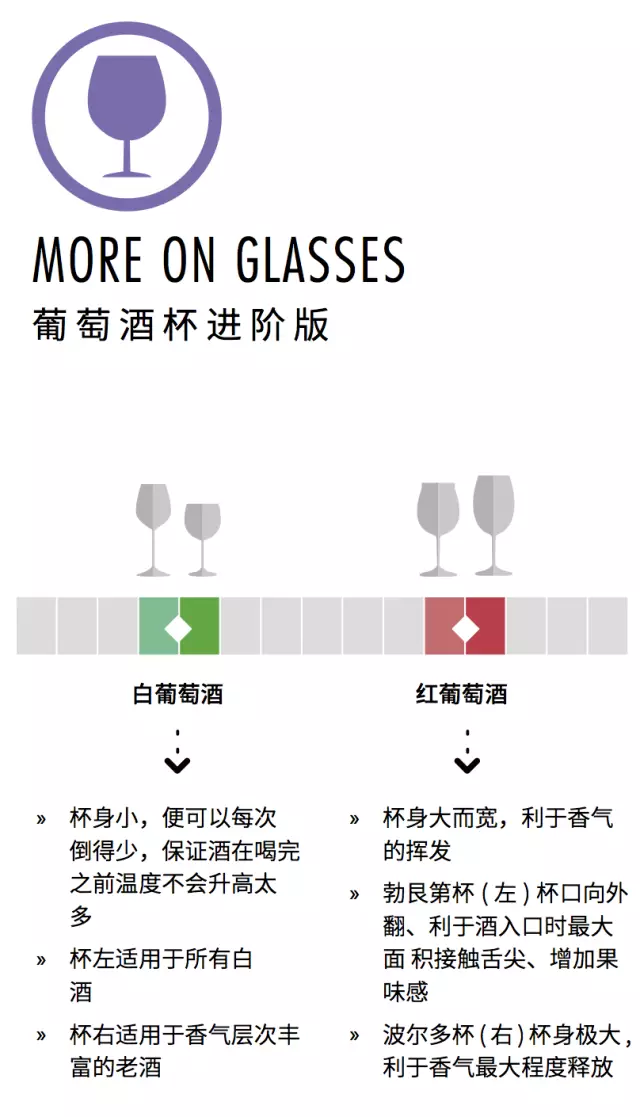 MORE ON GLASSES
葡萄酒杯进阶版
白葡萄酒
» 杯身小，便可以每次
倒得少，保证酒在喝完
之前温度不会升高太
多
» 杯左适用于所有白
酒
» 杯右适用于香气层次丰
富的老酒
红葡萄酒
» 杯身大而宽，利于香气
的挥发
» 勃艮第杯 ( 左 ) 杯口向外
翻、利于酒入口时最大
面 积接触舌尖、增加果
味感
» 波尔多杯 ( 右 ) 杯身极大 ,
利于香气最大程度释放